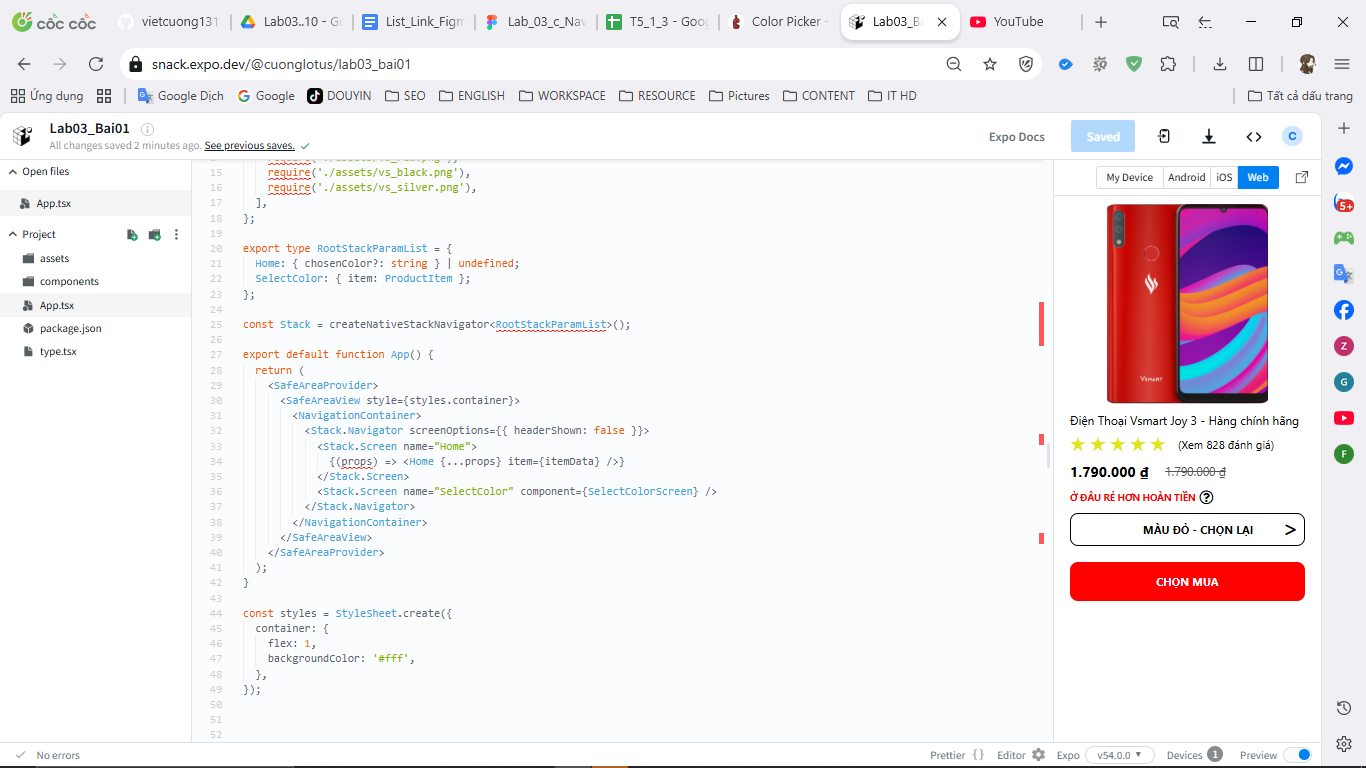 cốc cốc
vietcuong131
Lab03..10 - Go
List_Link_Figm
Lab_03_c_Nav
T5_1_3 - Goog
Color Picker -
Lab03_Ba
YouTube
snack.expo.dev/@cuonglotus/lab03_bai01
Ứng dụng
Google Dịch
Google
DOUYIN
SEO
ENGLISH
WORKSPACE
RESOURCE
Pictures
CONTENT
IT HD
Tất cả dấu trang
Lab03_Bai01
All changes saved 2 minutes ago. See previous saves.
Expo Docs
Saved
C
Open files
App.tsx
Project
assets
components
App.tsx
package.json
type.tsx
15 require('./assets/vs_black.png'),
16 require('./assets/vs_silver.png'),
17 ],
18 };
19
20 export type RootStackParamList = {
21 Home: { chosenColor?: string } | undefined;
22 SelectColor: { item: ProductItem };
23 };
24
25 const Stack = createNativeStackNavigator<RootStackParamList>();
26
27 export default function App() {
28 return (
29 <SafeAreaProvider>
30 <SafeAreaView style={styles.container}>
31 <NavigationContainer>
32 <Stack.Navigator screenOptions={{ headerShown: false }}>
33 <Stack.Screen name="Home">
34 {(props) => <Home {...props} item={itemData} />}
35 </Stack.Screen>
36 <Stack.Screen name="SelectColor" component={SelectColorScreen} />
37 </Stack.Navigator>
38 </NavigationContainer>
39 </SafeAreaView>
40 </SafeAreaProvider>
41 );
42 }
43
44 const styles = StyleSheet.create({
45 container: {
46 flex: 1,
47 backgroundColor: '#fff',
48 },
49 });
50
51
52
My Device
Android
iOS
Web
VSMART
Điện Thoại Vsmart Joy 3 - Hàng chính hãng
(Xem 828 đánh giá)
1.790.000 ₫ 1.790.000 ₫
Ở ĐÂU RẺ HƠN HOÀN TIỀN ?
MÀU ĐỎ - CHỌN LẠI >
CHỌN MUA
5+
Z
G
F
No errors
Prettier { }
Editor
Expo
v54.0.0
Devices 1
Preview